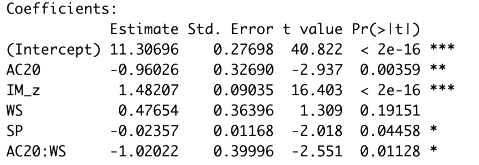 Coefficients:
            Estimate Std. Error t value Pr(>|t|)
(Intercept) 11.30696    0.27698  40.822  < 2e-16 ***
AC20        -0.96026    0.32690  -2.937  0.00359 **
IM_z         1.48207    0.09035  16.403  < 2e-16 ***
WS           0.47654    0.36396   1.309  0.19151
SP          -0.02357    0.01168  -2.018  0.04458 *
AC20:WS     -1.02022    0.39996  -2.551  0.01128 *